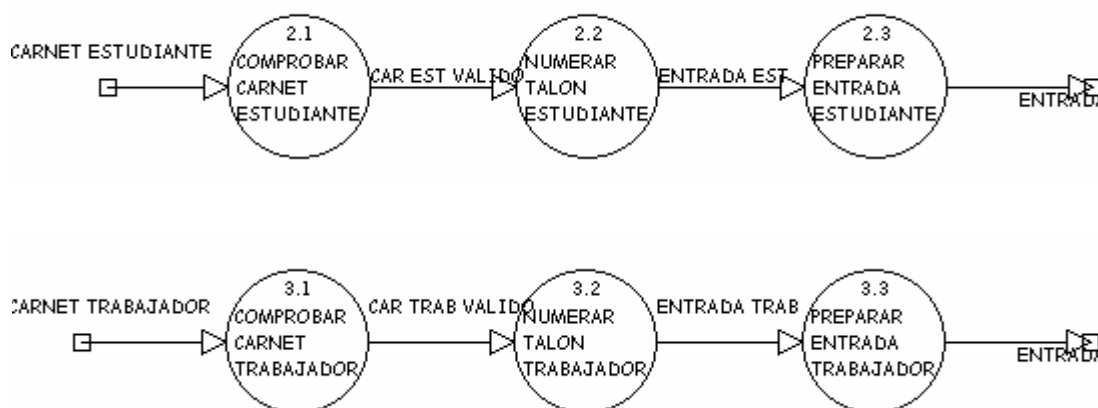 CARNET ESTUDIANTE
2.1
COMPROBAR
CARNET
ESTUDIANTE
CAR EST VALIDO
2.2
NUMERAR
TALON
ESTUDIANTE
ENTRADA EST
2.3
PREPARAR
ENTRADA
ESTUDIANTE
ENTRADA
CARNET TRABAJADOR
3.1
COMPROBAR
CARNET
TRABAJADOR
CAR TRAB VALIDO
3.2
NUMERAR
TALON
TRABAJADOR
ENTRADA TRAB
3.3
PREPARAR
ENTRADA
TRABAJADOR
ENTRADA